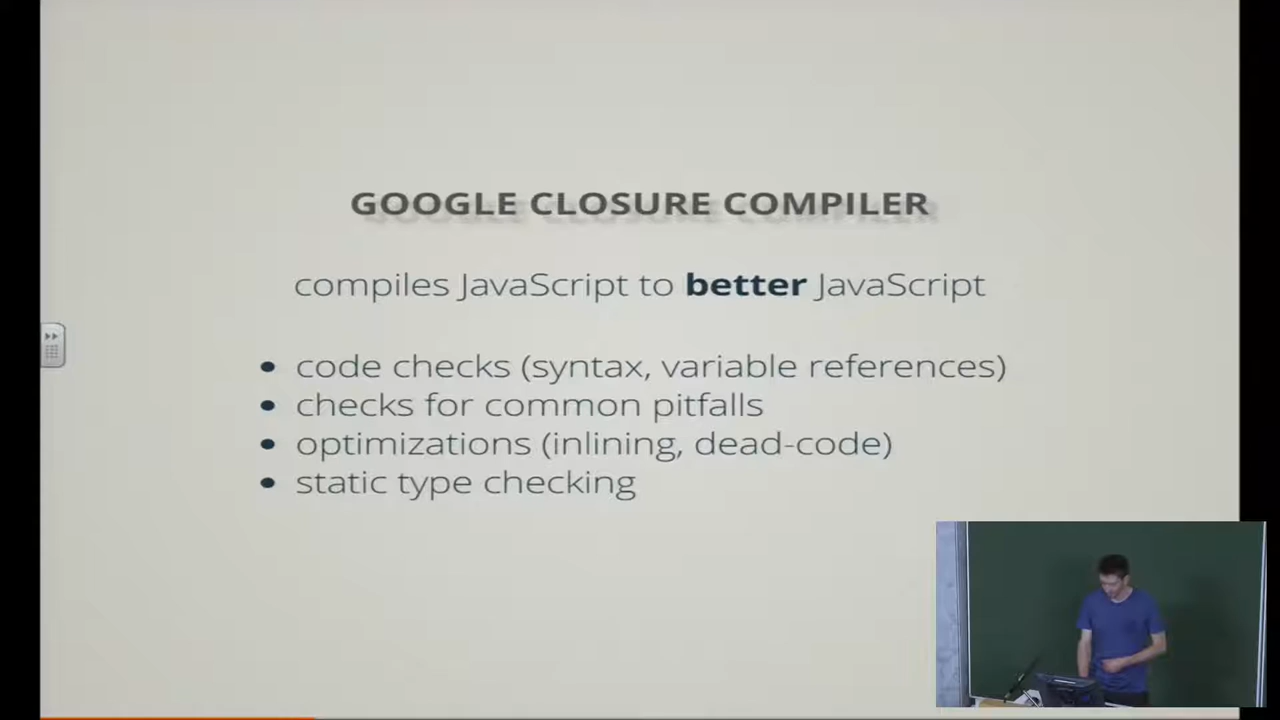 GOOGLE CLOSURE COMPILER
compiles JavaScript to better JavaScript
• code checks (syntax, variable references)
• checks for common pitfalls
• optimizations (inlining, dead-code)
• static type checking